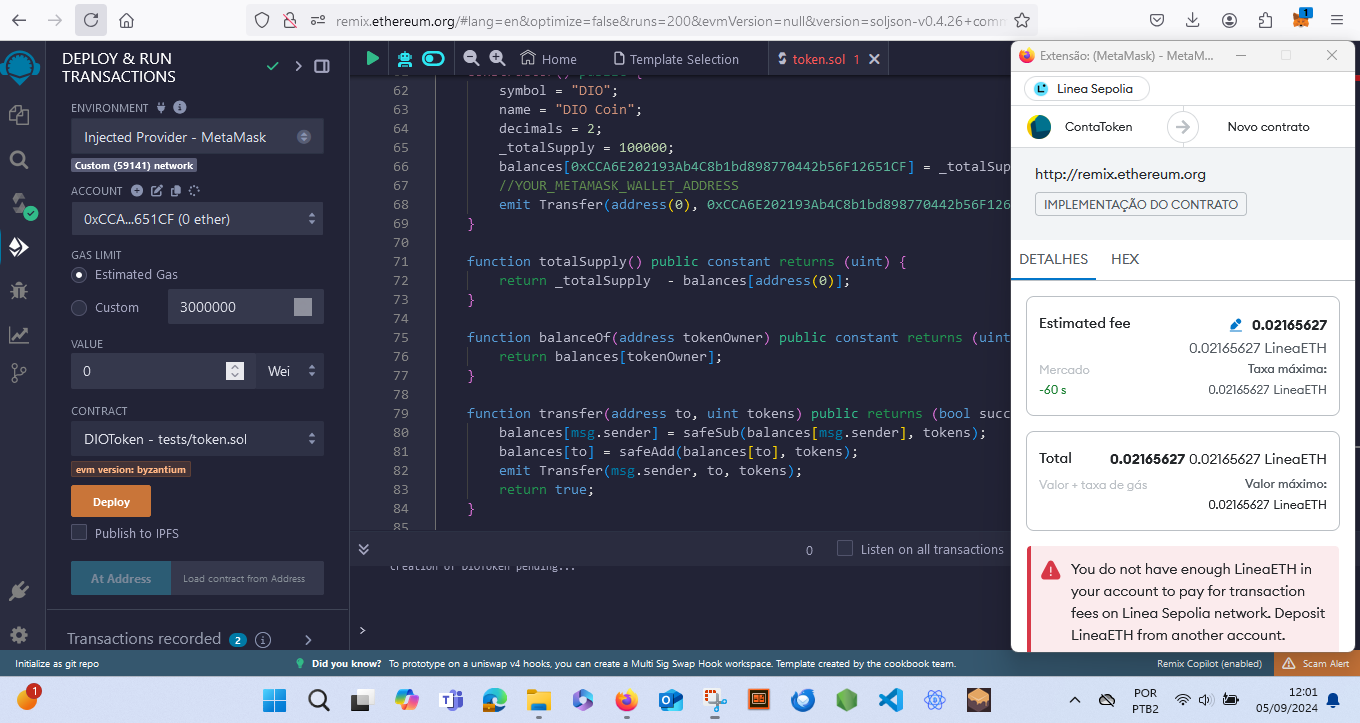 remix.ethereum.org/#lang=en&optimize=false&runs=200&evmVersion=null&version=soljson-v0.4.26+comm
1
DEPLOY & RUN
TRANSACTIONS
ENVIRONMENT
Injected Provider - MetaMask
Custom (59141) network
ACCOUNT
0xCCA...651CF (0 ether)
GAS LIMIT
Estimated Gas
Custom
3000000
VALUE
0
Wei
CONTRACT
DIOToken - tests/token.sol
evm version: byzantium
Deploy
Publish to IPFS
At Address
Load contract from Address
Transactions recorded 2 i
Home
Template Selection
token.sol 1
62 symbol = "DIO";
63 name = "DIO Coin";
64 decimals = 2;
65 _totalSupply = 100000;
66 balances[0xCCA6E202193Ab4C8b1bd898770442b56F12651CF] = _totalSup
67 //YOUR_METAMASK_WALLET_ADDRESS
68 emit Transfer(address(0), 0xCCA6E202193Ab4C8b1bd898770442b56F126
69 }
70
71 function totalSupply() public constant returns (uint) {
72 return _totalSupply  - balances[address(0)];
73 }
74
75 function balanceOf(address tokenOwner) public constant returns (uint
76 return balances[tokenOwner];
77 }
78
79 function transfer(address to, uint tokens) public returns (bool succ
80 balances[msg.sender] = safeSub(balances[msg.sender], tokens);
81 balances[to] = safeAdd(balances[to], tokens);
82 emit Transfer(msg.sender, to, tokens);
83 return true;
84 }
85
0
Listen on all transactions
creation of DIOToken pending...
>
Extensão: (MetaMask) - MetaM...
Linea Sepolia
ContaToken
Novo contrato
http://remix.ethereum.org
IMPLEMENTAÇÃO DO CONTRATO
DETALHES
HEX
Estimated fee
0.02165627
0.02165627 LineaETH
Mercado
Taxa máxima:
-60 s
0.02165627 LineaETH
Total
0.02165627 0.02165627 LineaETH
Valor + taxa de gás
Valor máximo:
0.02165627 LineaETH
You do not have enough LineaETH in
your account to pay for transaction
fees on Linea Sepolia network. Deposit
LineaETH from another account.
Initialize as git repo
Did you know? To prototype on a uniswap v4 hooks, you can create a Multi Sig Swap Hook workspace. Template created by the cookbook team.
Remix Copilot (enabled)
Scam Alert
1
POR
PTB2
12:01
05/09/2024